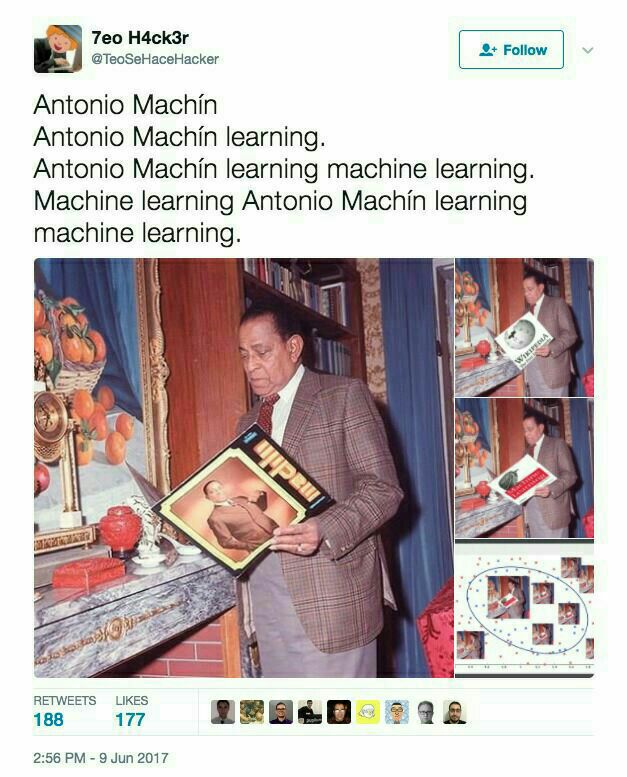 7eo H4ck3r
@TeoSeHaceHacker
Follow
Antonio Machín
Antonio Machín learning.
Antonio Machín learning machine learning.
Machine learning Antonio Machín learning
machine learning.
machin
WIKIPEDIA
RETWEETS
LIKES
188
177
2:56 PM - 9 Jun 2017